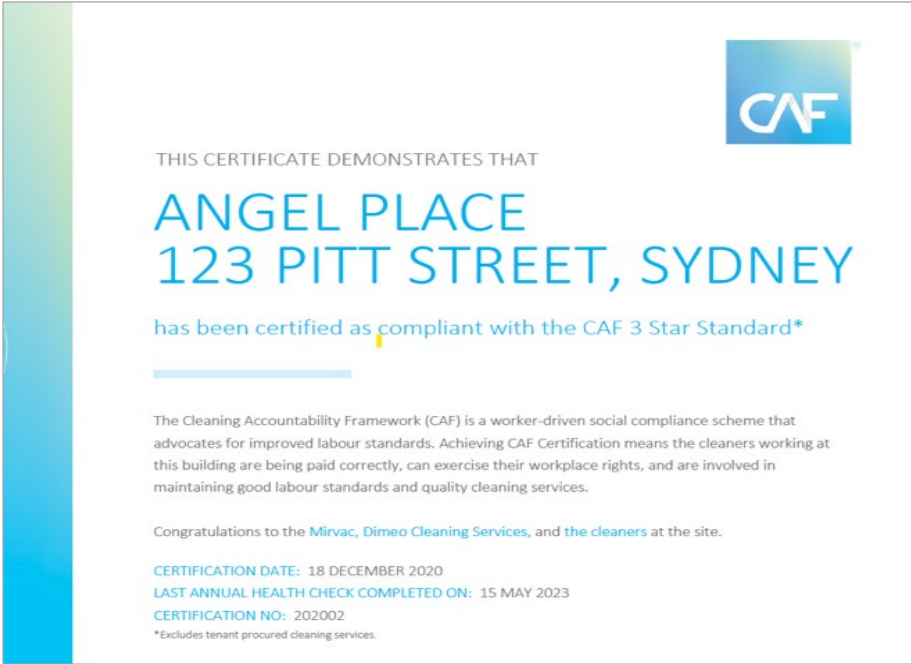 CAF
THIS CERTIFICATE DEMONSTRATES THAT
ANGEL PLACE
123 PITT STREET, SYDNEY
has been certified as compliant with the CAF 3 Star Standard*
The Cleaning Accountability Framework (CAF) is a worker-driven social compliance scheme that
advocates for improved labour standards. Achieving CAF Certification means the cleaners working at
this building are being paid correctly, can exercise their workplace rights, and are involved in
maintaining good labour standards and quality cleaning services.
Congratulations to the Mirvac, Dimeo Cleaning Services, and the cleaners at the site.
CERTIFICATION DATE: 18 DECEMBER 2020
LAST ANNUAL HEALTH CHECK COMPLETED ON: 15 MAY 2023
CERTIFICATION NO: 202002
*Excludes tenant procured cleaning services.